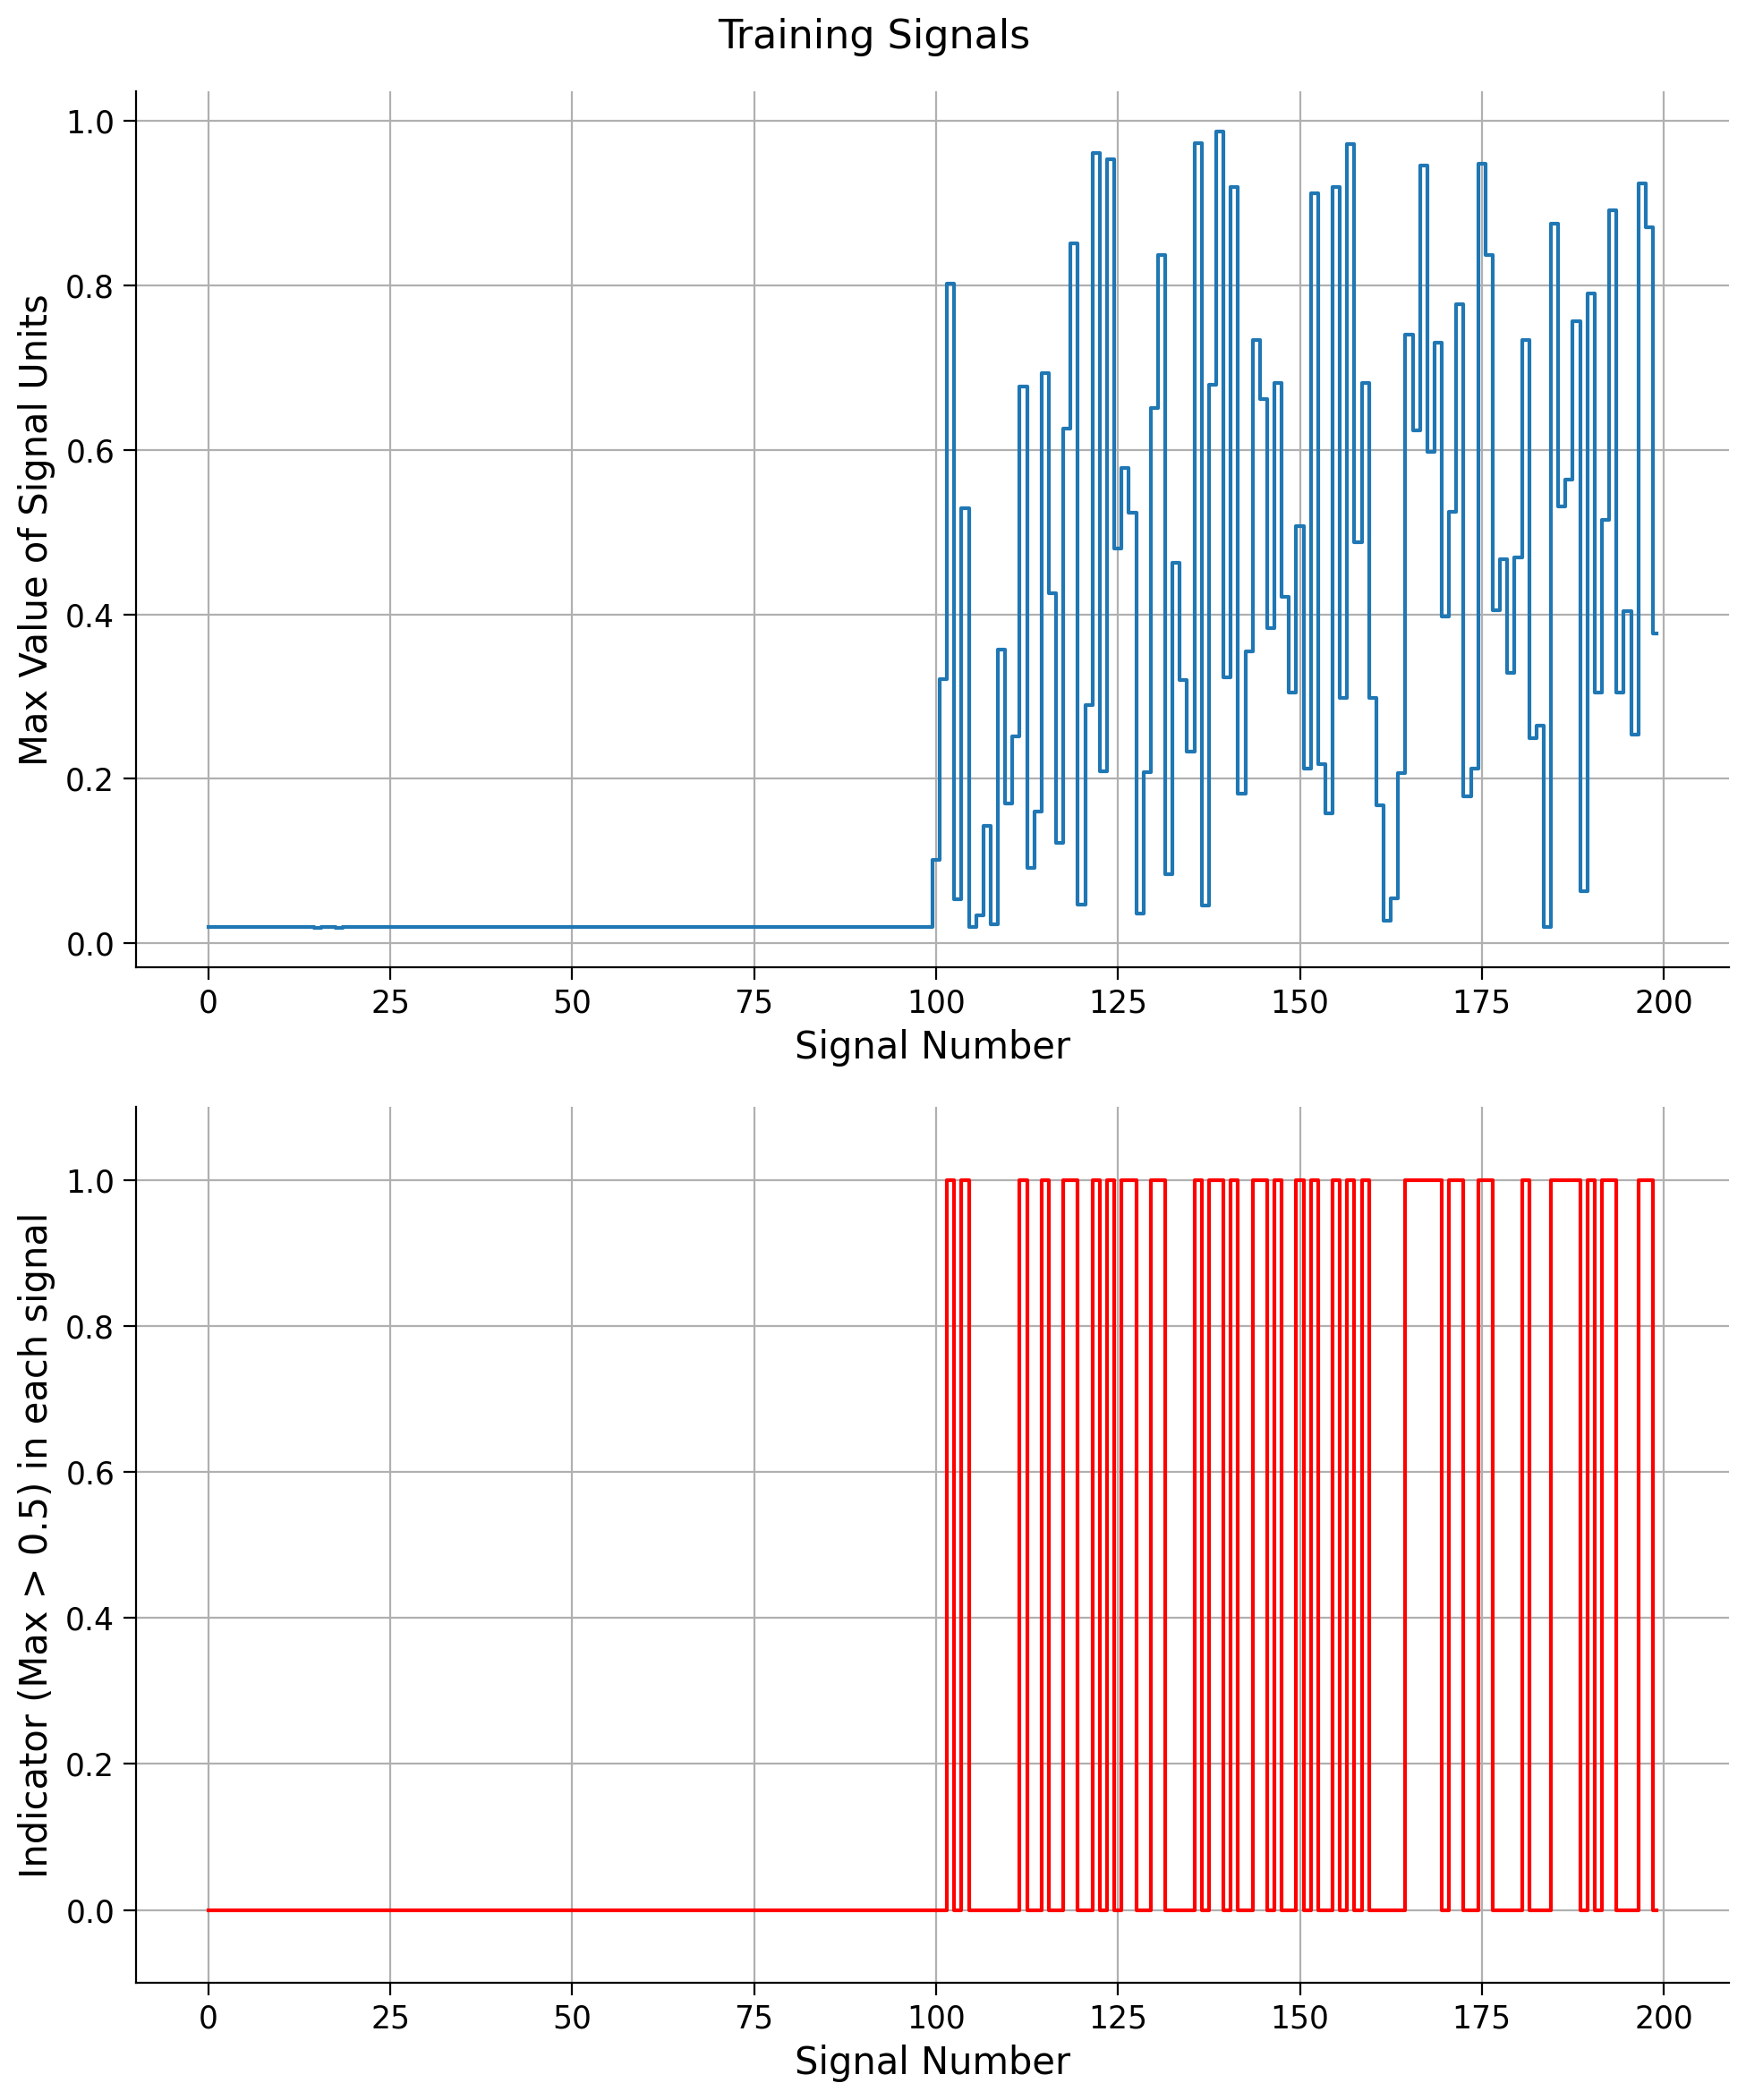 Training Signals
Max Value of Signal Units
1.0
0.8
0.6
0.4
0.2
0.0
0 25 50 75 100 125 150 175 200
Signal Number
Indicator (Max > 0.5) in each signal
1.0
0.8
0.6
0.4
0.2
0.0
0 25 50 75 100 125 150 175 200
Signal Number